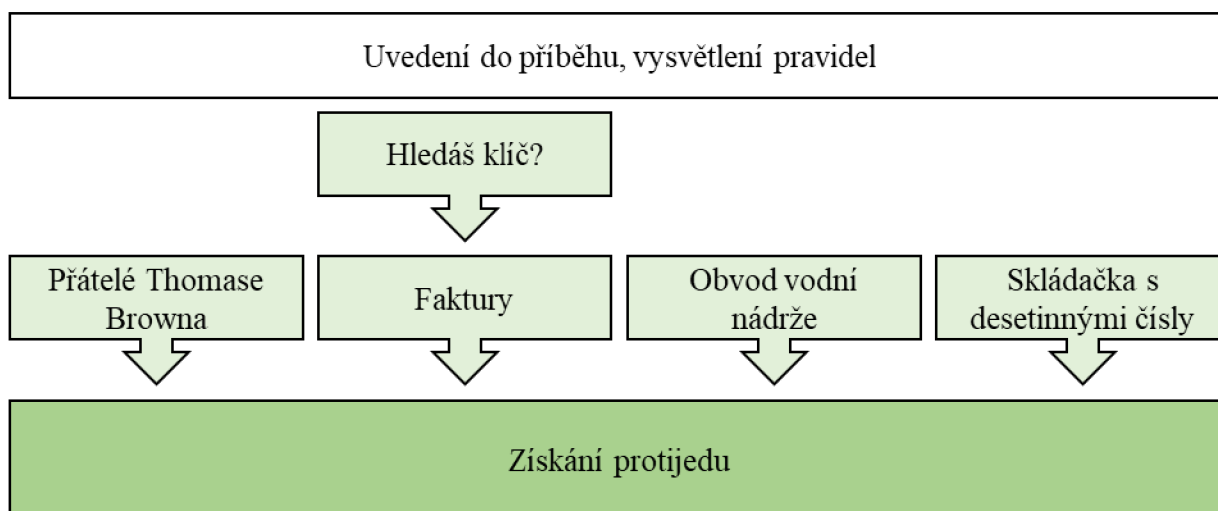 Uvedení do příběhu, vysvětlení pravidel
Hledáš klíč?
Přátelé Thomase
Browna
Faktury
Obvod vodní
nádrže
Skládačka s
desetinnými čísly
Získání protijedu